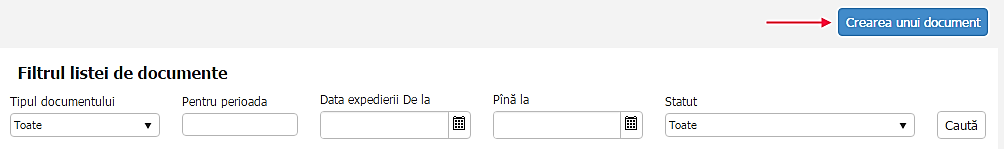 Crearea unui document
Filtrul listei de documente
Tipul documentului Pentru perioada Data expedierii De la Pînă la Statut
Toate Toate Caută